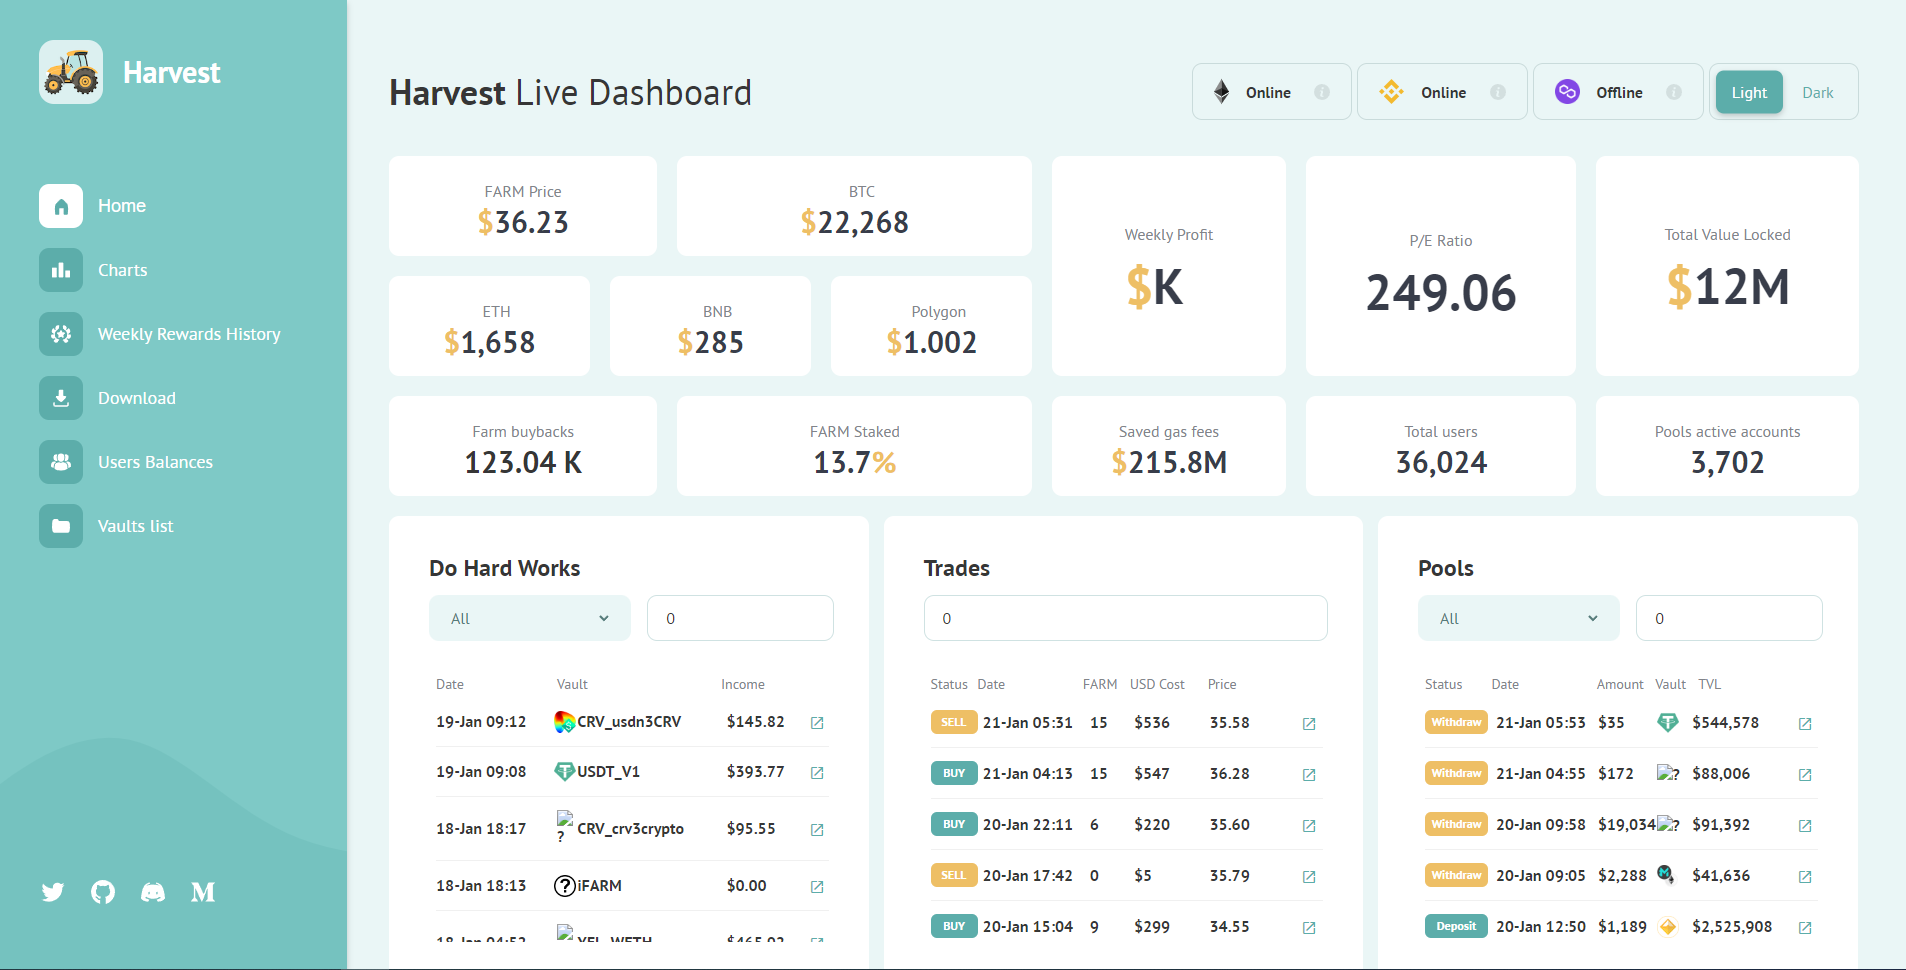 Harvest
Home
Charts
Weekly Rewards History
Download
Users Balances
Vaults list
Harvest Live Dashboard
Online
Online
Offline
Light Dark
FARM Price
$36.23
BTC
$22,268
Weekly Profit
$K
P/E Ratio
249.06
Total Value Locked
$12M
ETH
$1,658
BNB
$285
Polygon
$1.002
Farm buybacks
123.04 K
FARM Staked
13.7%
Saved gas fees
$215.8M
Total users
36,024
Pools active accounts
3,702
Do Hard Works
All 0
Date Vault Income
19-Jan 09:12 CRV_usdn3CRV $145.82
19-Jan 09:08 USDT_V1 $393.77
18-Jan 18:17 ? CRV_crv3crypto $95.55
18-Jan 18:13 iFARM $0.00
Trades
0
Status Date FARM USD Cost Price
SELL 21-Jan 05:31 15 $536 35.58
BUY 21-Jan 04:13 15 $547 36.28
BUY 20-Jan 22:11 6 $220 35.60
SELL 20-Jan 17:42 0 $5 35.79
BUY 20-Jan 15:04 9 $299 34.55
Pools
All 0
Status Date Amount Vault TVL
Withdraw 21-Jan 05:53 $35 $544,578
Withdraw 21-Jan 04:55 $172 ? $88,006
Withdraw 20-Jan 09:58 $19,034 ? $91,392
Withdraw 20-Jan 09:05 $2,288 $41,636
Deposit 20-Jan 12:50 $1,189 $2,525,908